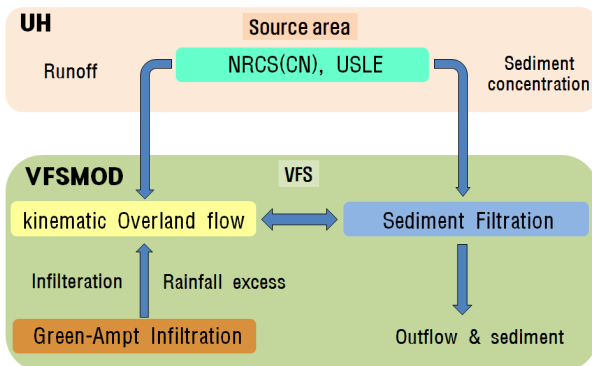 UH
Source area
Runoff
NRCS(CN), USLE
Sediment
concentration
VFSMOD
VFS
kinematic Overland flow
Sediment Filtration
Infilteration
Rainfall excess
Green-Ampt Infiltration
Outflow & sediment